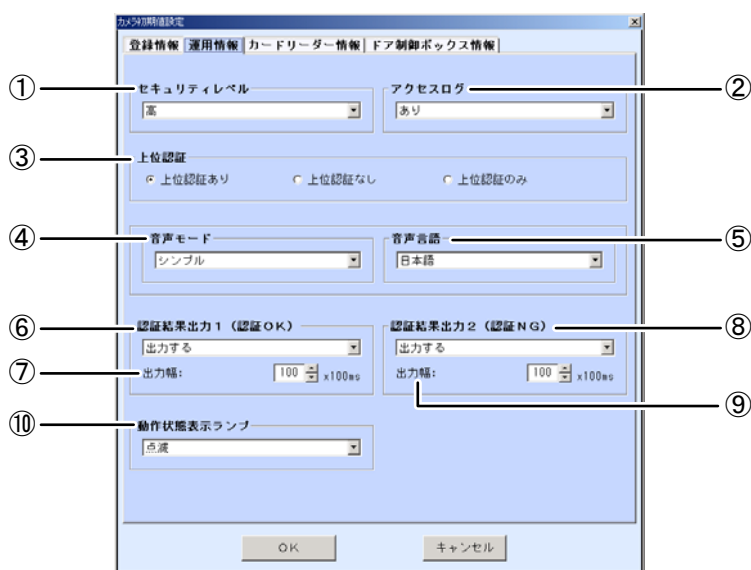 カメラ初期値設定
登録情報 運用情報 カードリーダー情報 ドア制御ボックス情報
① セキュリティレベル アクセスログ ②
高 あり
③ 上位認証
上位認証あり 上位認証なし 上位認証のみ
④ 音声モード 音声言語 ⑤
シンプル 日本語
⑥ 認証結果出力1（認証OK） 認証結果出力2（認証NG） ⑧
出力する 出力する
⑦ 出力幅： 100 x100ms 出力幅： 100 x100ms
⑨
⑩ 動作状態表示ランプ
点滅
OK キャンセル